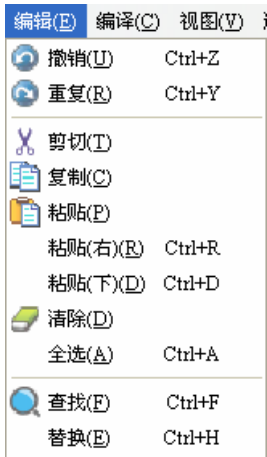 编辑(E) 编译(C) 视图(V)
撤销(U) Ctrl+Z
重复(R) Ctrl+Y
剪切(T)
复制(C)
粘贴(P)
粘贴(右)(R) Ctrl+R
粘贴(下)(D) Ctrl+D
清除(D)
全选(A) Ctrl+A
查找(F) Ctrl+F
替换(E) Ctrl+H